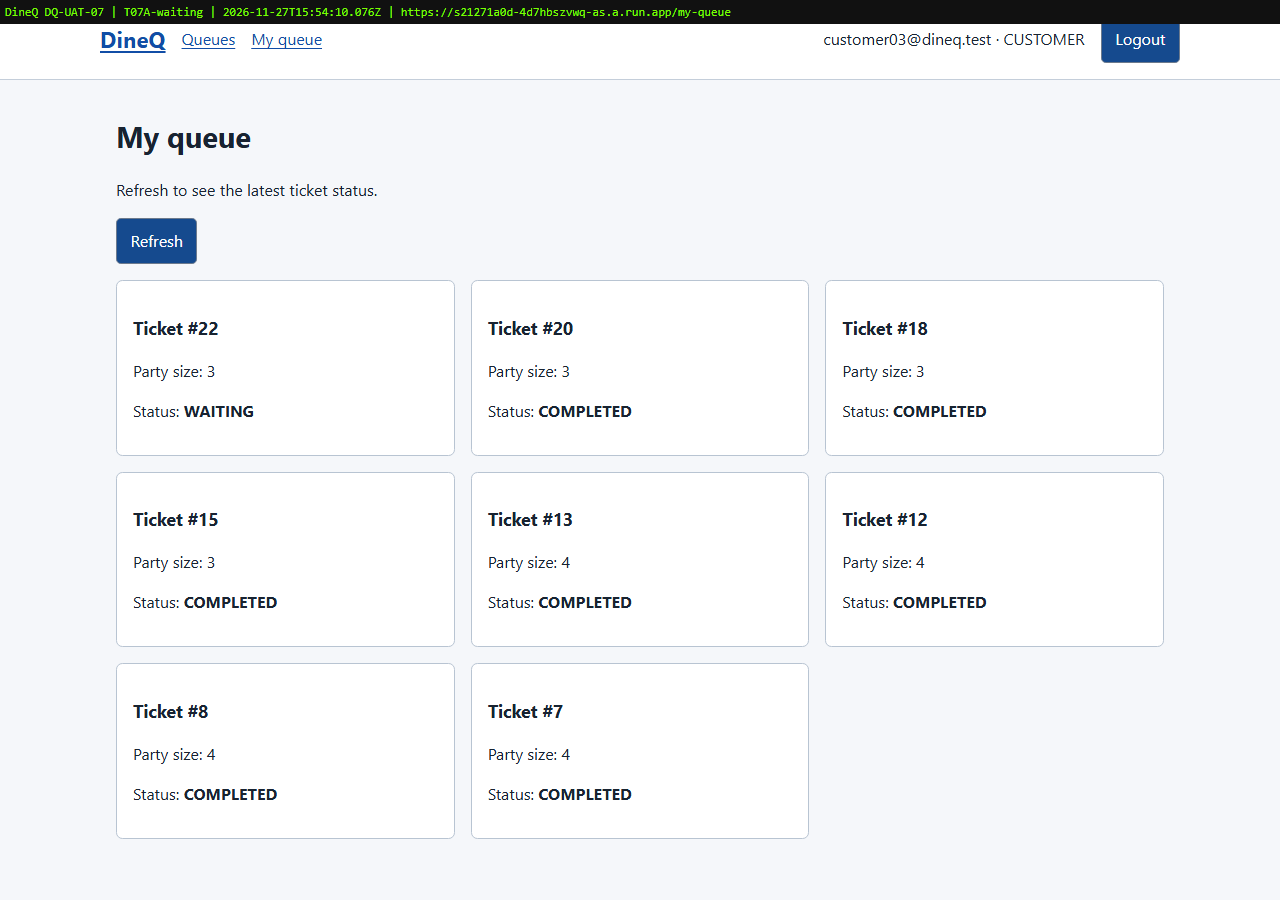 DineQ DQ-UAT-07 | T07A-waiting | 2026-11-27T15:54:10.076Z | https://s21271a0d-4d7hbszvwq-as.a.run.app/my-queue
DineQ Queues My queue customer03@dineq.test · CUSTOMER Logout
My queue
Refresh to see the latest ticket status.
Refresh
Ticket #22
Party size: 3
Status: WAITING
Ticket #20
Party size: 3
Status: COMPLETED
Ticket #18
Party size: 3
Status: COMPLETED
Ticket #15
Party size: 3
Status: COMPLETED
Ticket #13
Party size: 4
Status: COMPLETED
Ticket #12
Party size: 4
Status: COMPLETED
Ticket #8
Party size: 4
Status: COMPLETED
Ticket #7
Party size: 4
Status: COMPLETED